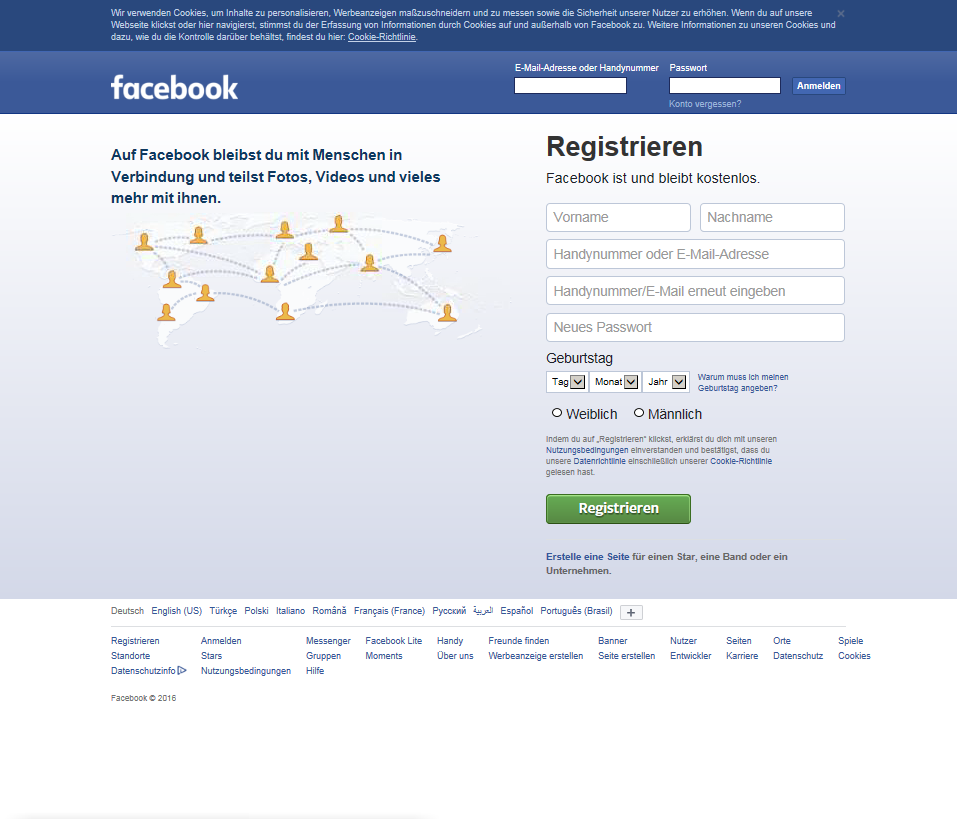 Wir verwenden Cookies, um Inhalte zu personalisieren, Werbeanzeigen maßzuschneidern und zu messen sowie die Sicherheit unserer Nutzer zu erhöhen. Wenn du auf unsere
Webseite klickst oder hier navigierst, stimmst du der Erfassung von Informationen durch Cookies auf und außerhalb von Facebook zu. Weitere Informationen zu unseren Cookies und
dazu, wie du die Kontrolle darüber behältst, findest du hier: Cookie-Richtlinie.
facebook
E-Mail-Adresse oder Handynummer Passwort
Anmelden
Konto vergessen?
Auf Facebook bleibst du mit Menschen in
Verbindung und teilst Fotos, Videos und vieles
mehr mit ihnen.
Registrieren
Facebook ist und bleibt kostenlos.
Vorname Nachname
Handynummer oder E-Mail-Adresse
Handynummer/E-Mail erneut eingeben
Neues Passwort
Geburtstag
Tag Monat Jahr
Warum muss ich meinen
Geburtstag angeben?
Weiblich Männlich
Indem du auf „Registrieren“ klickst, erklärst du dich mit unseren
Nutzungsbedingungen einverstanden und bestätigst, dass du
unsere Datenrichtlinie einschließlich unserer Cookie-Richtlinie
gelesen hast.
Registrieren
Erstelle eine Seite für einen Star, eine Band oder ein
Unternehmen.
Deutsch English (US) Türkçe Polski Italiano Română Français (France) Русский العربية Español Português (Brasil) +
Registrieren Anmelden Messenger Facebook Lite Handy Freunde finden Banner Nutzer Seiten Orte Spiele
Standorte Stars Gruppen Moments Über uns Werbeanzeige erstellen Seite erstellen Entwickler Karriere Datenschutz Cookies
Datenschutzinfo Nutzungsbedingungen Hilfe
Facebook © 2016